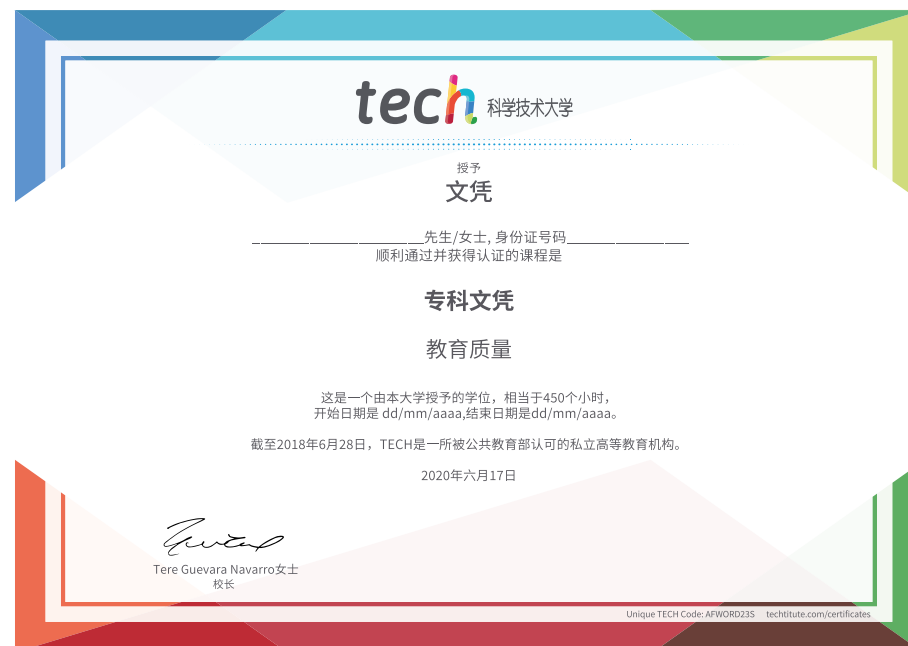 tech 科学技术大学
授予
文凭
________________________先生/女士, 身份证号码_________________
顺利通过并获得认证的课程是
专科文凭
教育质量
这是一个由本大学授予的学位，相当于450个小时，
开始日期是 dd/mm/aaaa,结束日期是dd/mm/aaaa。
截至2018年6月28日，TECH是一所被公共教育部认可的私立高等教育机构。
2020年六月17日
Tere Guevara Navarro女士
校长
Unique TECH Code: AFWORD23S techtitute.com/certificates